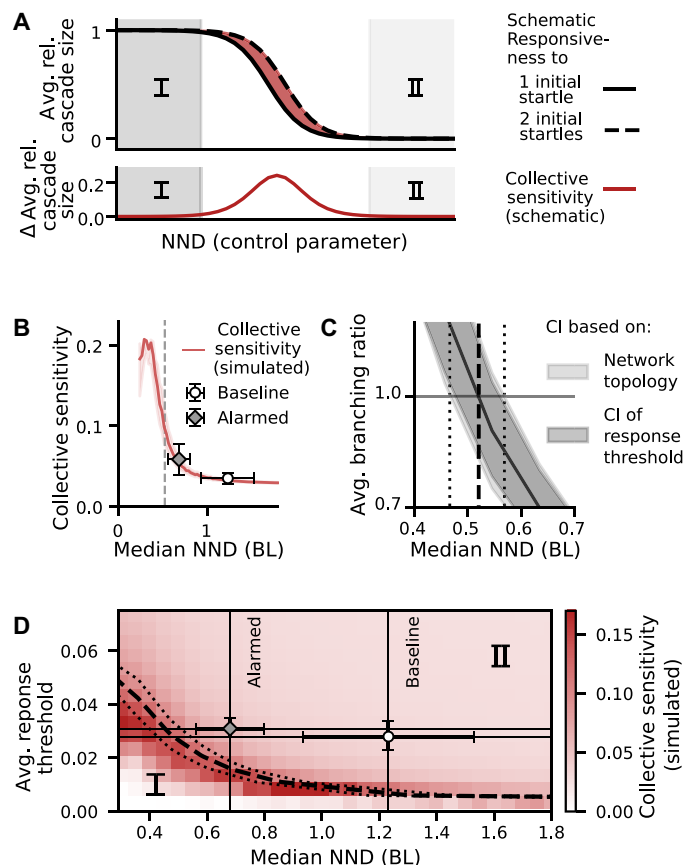 A
Avg. rel.
cascade size
1
0
I
II
Schematic
Responsive-
ness to
1 initial
startle
2 initial
startles
Δ Avg. rel.
cascade
size
0.2
0.0
I
II
Collective
sensitivity
(schematic)
NND (control parameter)
B
Collective sensitivity
0.2
0.1
0.0
0
1
Median NND (BL)
Collective
sensitivity
(simulated)
Baseline
Alarmed
C
Avg. branching ratio
1.0
0.7
0.4
0.5
0.6
0.7
Median NND (BL)
CI based on:
Network
topology
CI of
response
threshold
D
Avg. reponse
threshold
0.06
0.04
0.02
0.00
Alarmed
Baseline
I
II
0.4
0.6
0.8
1.0
1.2
1.4
1.6
1.8
Median NND (BL)
0.15
0.10
0.05
0.00
Collective sensitivity
(simulated)